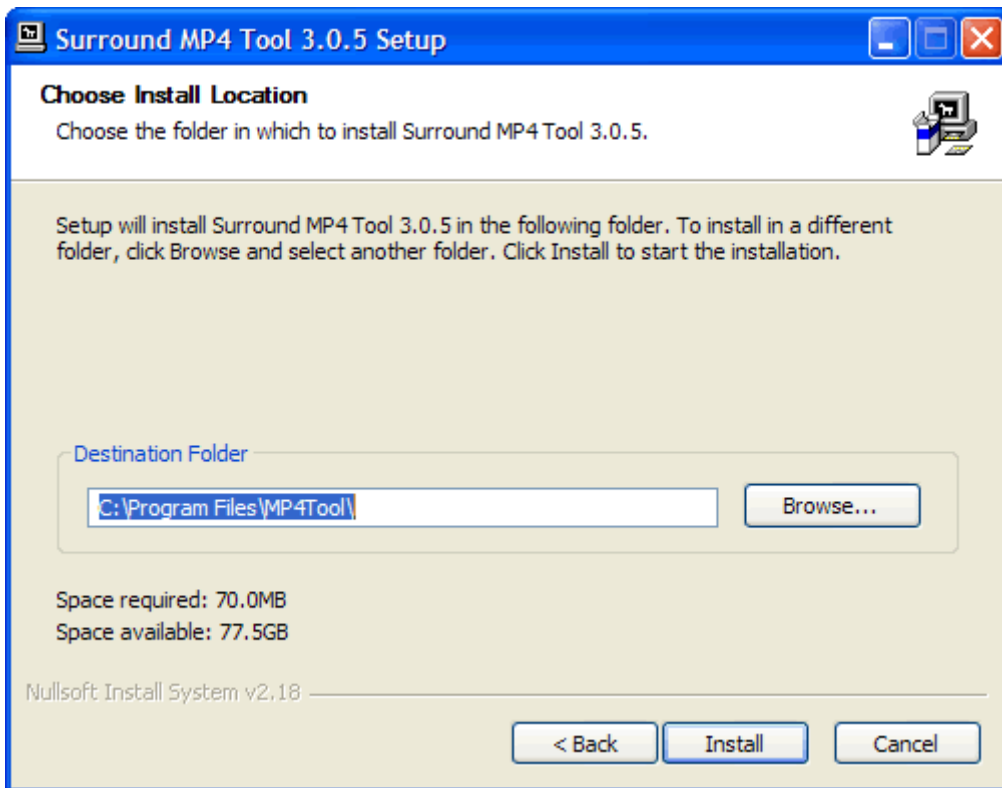 Surround MP4 Tool 3.0.5 Setup
Choose Install Location
Choose the folder in which to install Surround MP4 Tool 3.0.5.
Setup will install Surround MP4 Tool 3.0.5 in the following folder. To install in a different
folder, click Browse and select another folder. Click Install to start the installation.
Destination Folder
C:\Program Files\MP4Tool\
Browse...
Space required: 70.0MB
Space available: 77.5GB
Nullsoft Install System v2.18
< Back
Install
Cancel